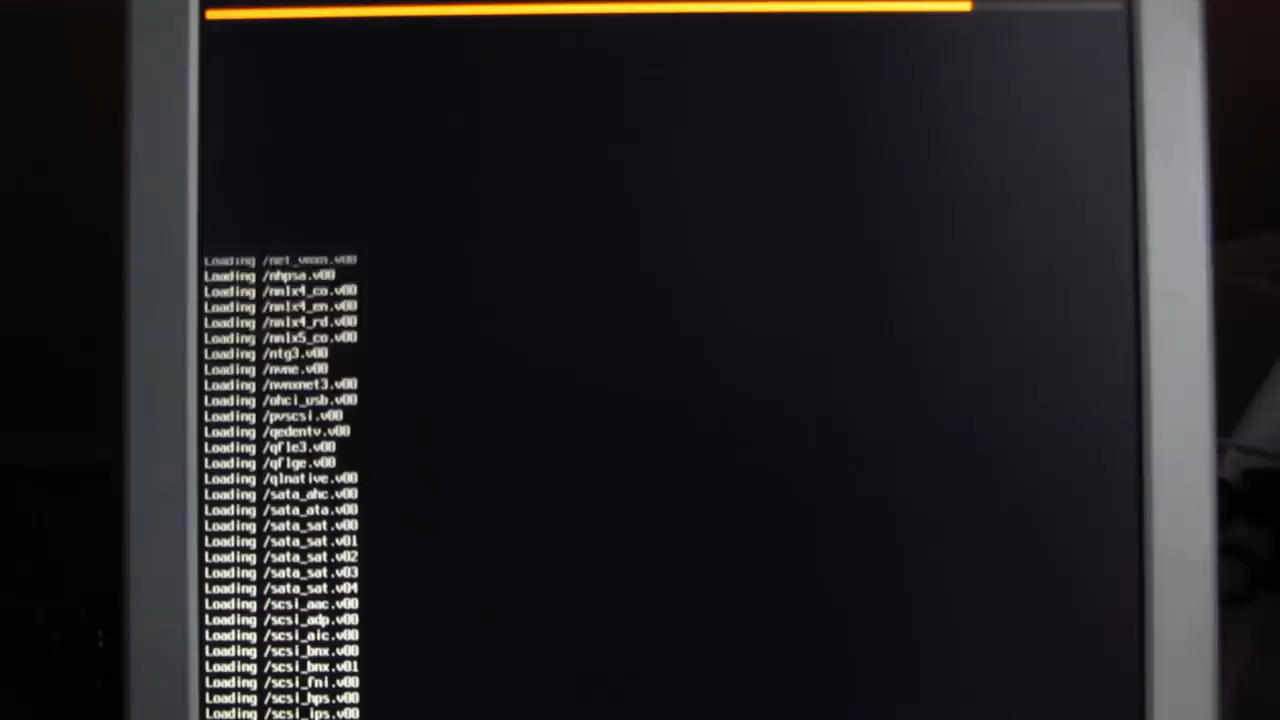 Loading /net_vmxn.v00
Loading /nhpsa.v00
Loading /nmlx4_co.v00
Loading /nmlx4_en.v00
Loading /nmlx4_rd.v00
Loading /nmlx5_co.v00
Loading /ntg3.v00
Loading /nvme.v00
Loading /nvmxnet3.v00
Loading /ohci_usb.v00
Loading /pvscsi.v00
Loading /qedentv.v00
Loading /qfle3.v00
Loading /qflge.v00
Loading /qlnative.v00
Loading /sata_ahc.v00
Loading /sata_ata.v00
Loading /sata_sat.v00
Loading /sata_sat.v01
Loading /sata_sat.v02
Loading /sata_sat.v03
Loading /sata_sat.v04
Loading /scsi_aac.v00
Loading /scsi_adp.v00
Loading /scsi_aic.v00
Loading /scsi_bnx.v00
Loading /scsi_bnx.v01
Loading /scsi_fni.v00
Loading /scsi_hps.v00
Loading /scsi_ips.v00